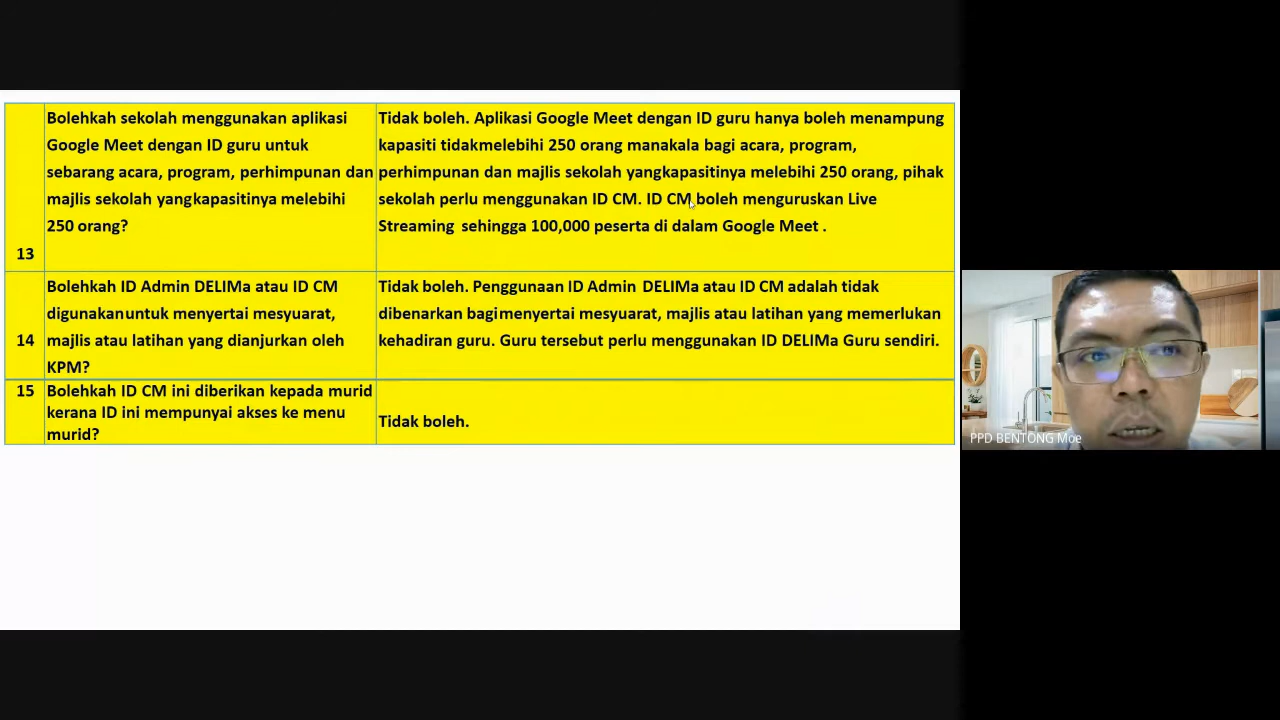 Bolehkah sekolah menggunakan aplikasi
Google Meet dengan ID guru untuk
sebarang acara, program, perhimpunan dan
majlis sekolah yangkapasitinya melebihi
250 orang?
13
Tidak boleh. Aplikasi Google Meet dengan ID guru hanya boleh menampung
kapasiti tidakmelebihi 250 orang manakala bagi acara, program,
perhimpunan dan majlis sekolah yangkapasitinya melebihi 250 orang, pihak
sekolah perlu menggunakan ID CM. ID CM boleh menguruskan Live
Streaming sehingga 100,000 peserta di dalam Google Meet .
Bolehkah ID Admin DELIMa atau ID CM
digunakanuntuk menyertai mesyuarat,
14
majlis atau latihan yang dianjurkan oleh
KPM?
Tidak boleh. Penggunaan ID Admin DELIMa atau ID CM adalah tidak
dibenarkan bagimenyertai mesyuarat, majlis atau latihan yang memerlukan
kehadiran guru. Guru tersebut perlu menggunakan ID DELIMa Guru sendiri.
15
Bolehkah ID CM ini diberikan kepada murid
kerana ID ini mempunyai akses ke menu
murid?
Tidak boleh.
PPD BENTONG Moe